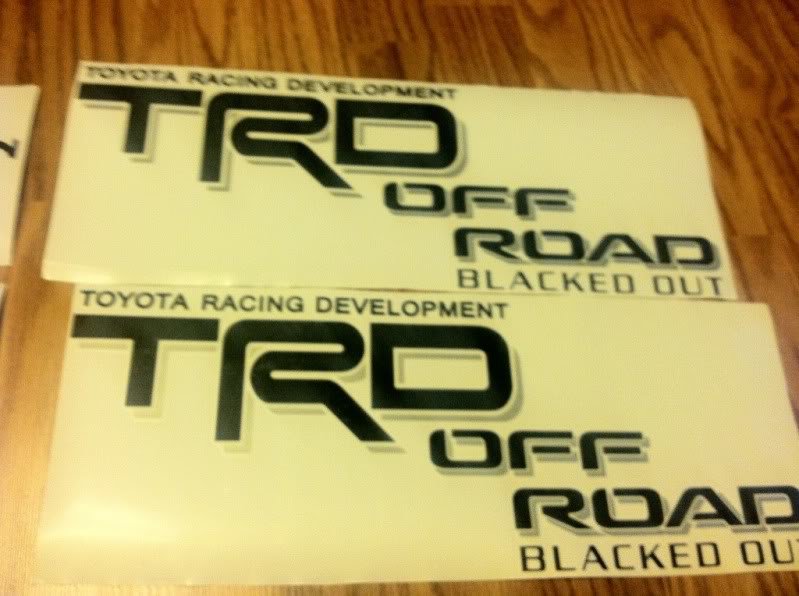 TOYOTA RACING DEVELOPMENT
TRD
OFF
ROAD
BLACKED OUT
TOYOTA RACING DEVELOPMENT
TRD
OFF
ROAD
BLACKED OUT